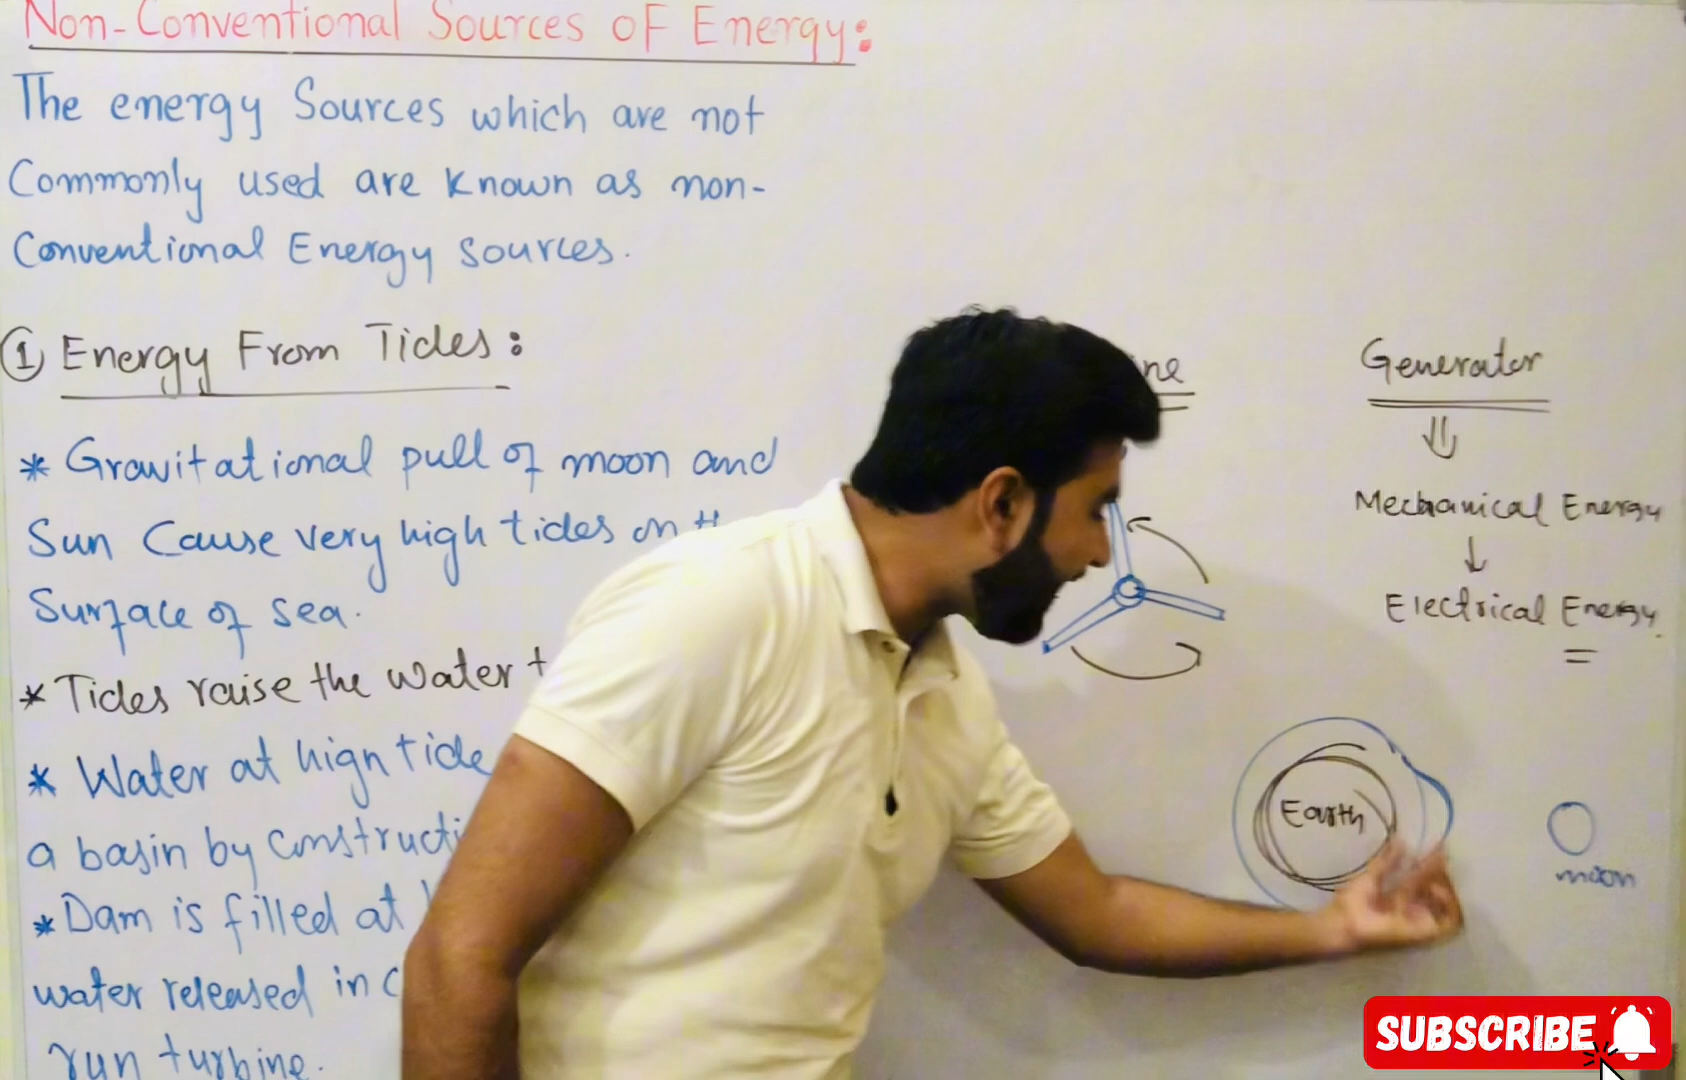 Non-Conventional Sources of Energy:
The energy Sources which are not
Commonly used are known as non-
Conventional Energy sources.
① Energy From Tides:
* Gravitational pull of moon and
Sun Cause very high tides on
Surface of sea.
* Tides raise the water
* Water at high tide
a basin by
* Dam is filled at
water released in
run turbine.
Generator
Mechanical Energy
Electrical Energy.
Earth
moon
SUBSCRIBE